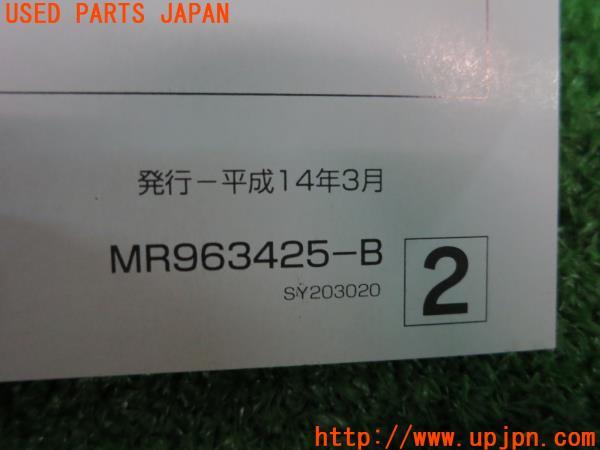 USED PARTS JAPAN
発行－平成14年3月
MR963425－B
SY203020
2
http://www.upjpn.com/